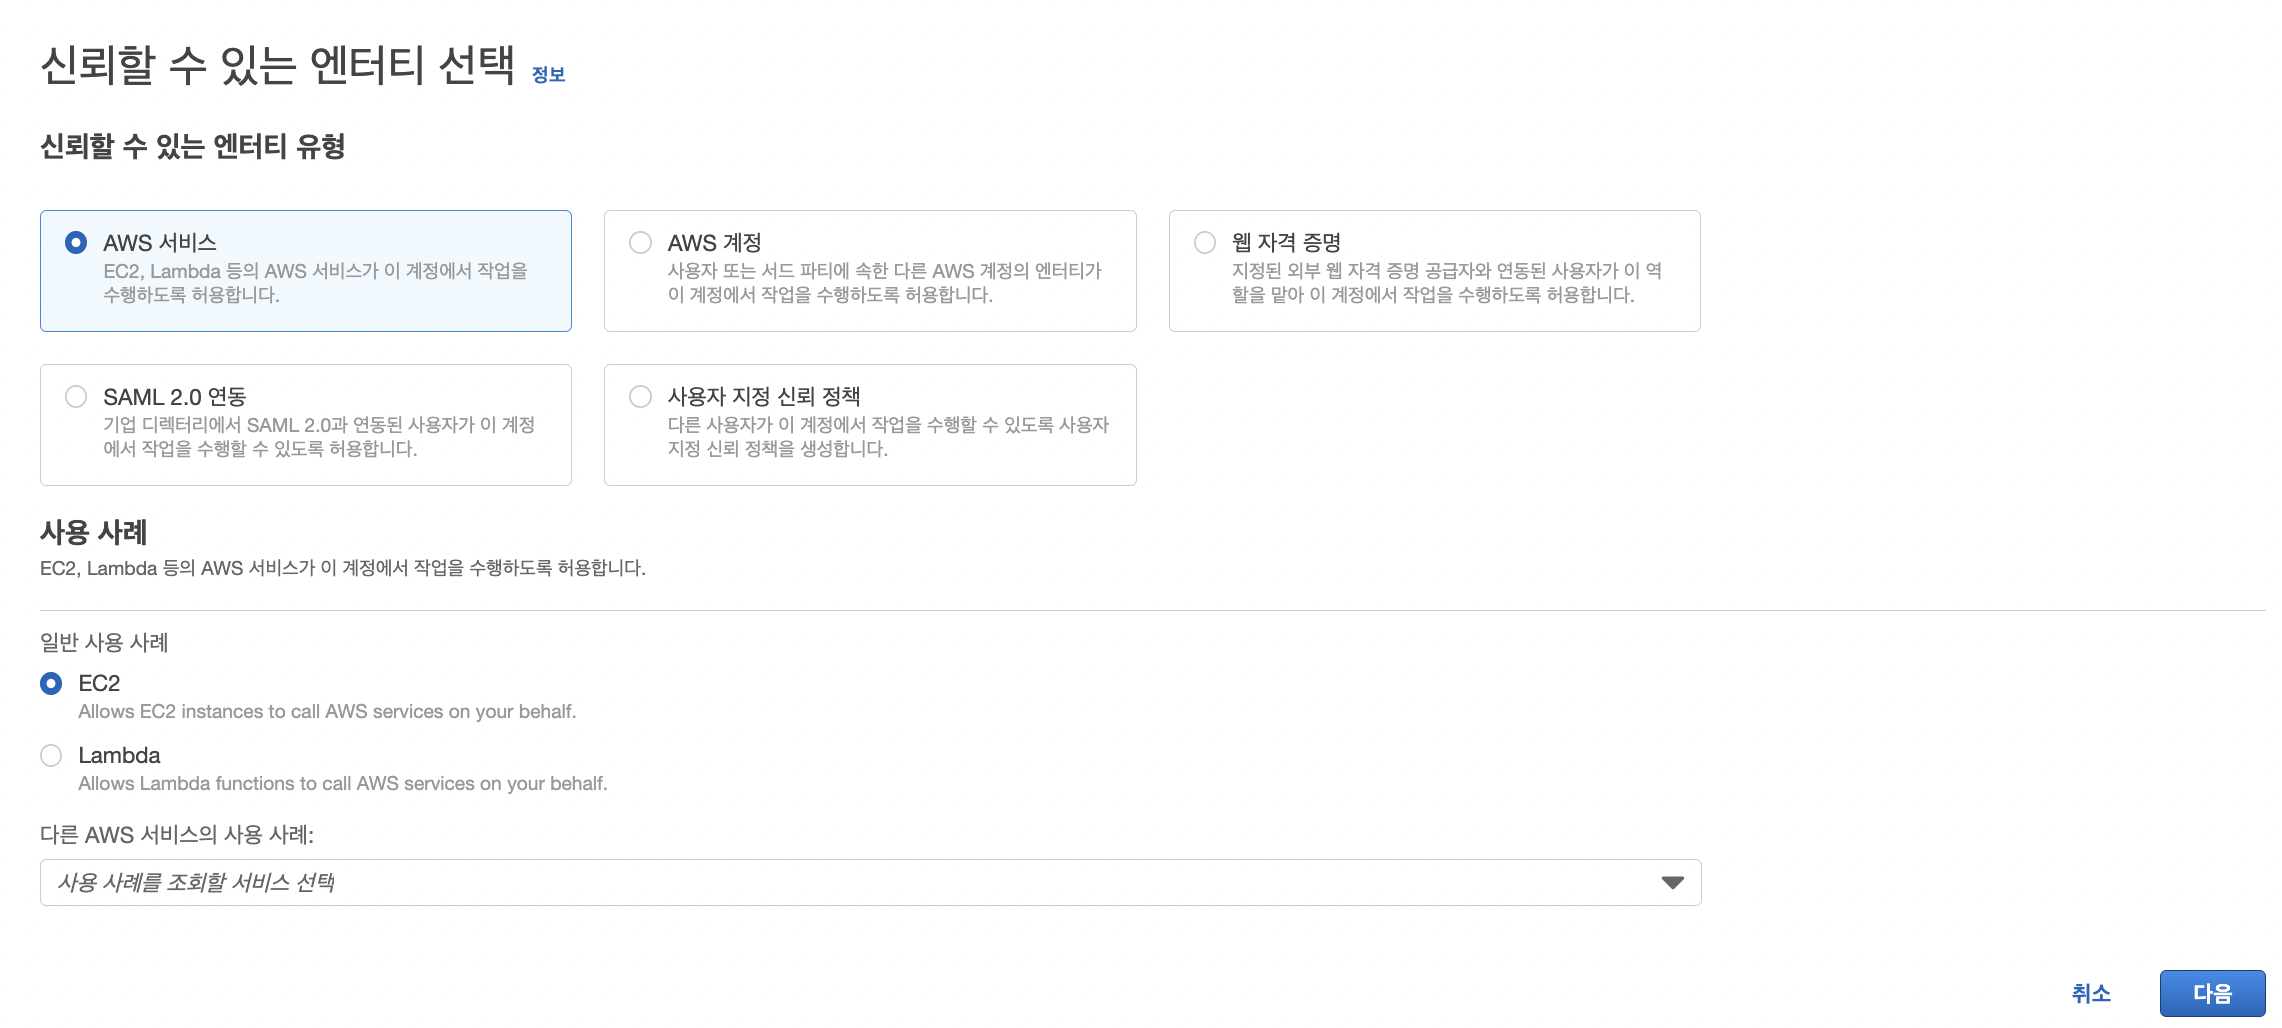 신뢰할 수 있는 엔터티 선택 정보
신뢰할 수 있는 엔터티 유형
AWS 서비스
EC2, Lambda 등의 AWS 서비스가 이 계정에서 작업을
수행하도록 허용합니다.
AWS 계정
사용자 또는 서드 파티에 속한 다른 AWS 계정의 엔터티가
이 계정에서 작업을 수행하도록 허용합니다.
웹 자격 증명
지정된 외부 웹 자격 증명 공급자와 연동된 사용자가 이 역
할을 맡아 이 계정에서 작업을 수행하도록 허용합니다.
SAML 2.0 연동
기업 디렉터리에서 SAML 2.0과 연동된 사용자가 이 계정
에서 작업을 수행할 수 있도록 허용합니다.
사용자 지정 신뢰 정책
다른 사용자가 이 계정에서 작업을 수행할 수 있도록 사용자
지정 신뢰 정책을 생성합니다.
사용 사례
EC2, Lambda 등의 AWS 서비스가 이 계정에서 작업을 수행하도록 허용합니다.
일반 사용 사례
EC2
Allows EC2 instances to call AWS services on your behalf.
Lambda
Allows Lambda functions to call AWS services on your behalf.
다른 AWS 서비스의 사용 사례:
사용 사례를 조회할 서비스 선택
취소
다음